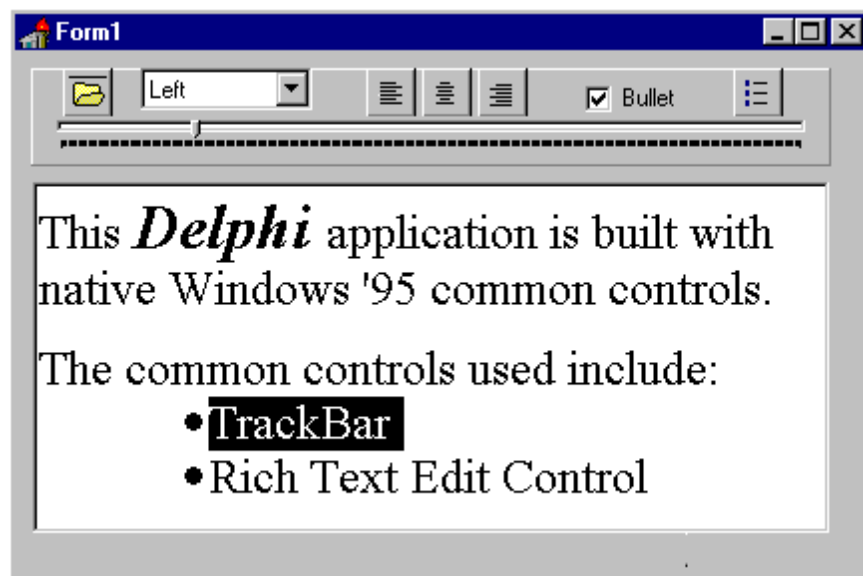 Form1
Left
Bullet
This Delphi application is built with
native Windows '95 common controls.
The common controls used include:
•TrackBar
•Rich Text Edit Control